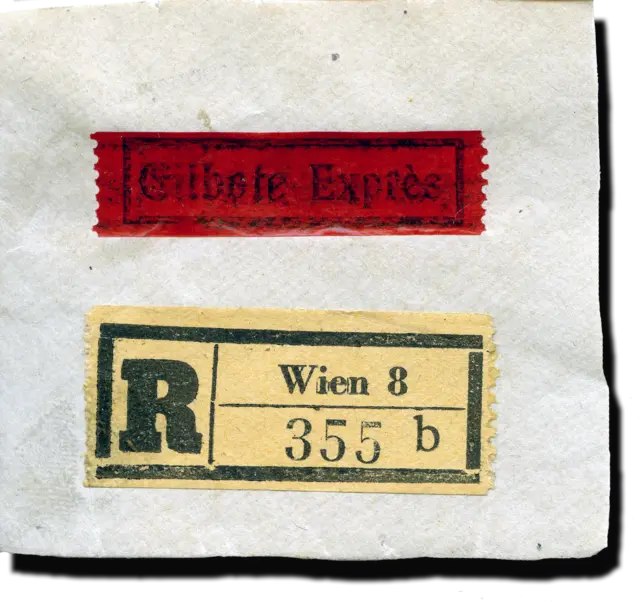 Eilbote Exprès
R
Wien 8
355 b